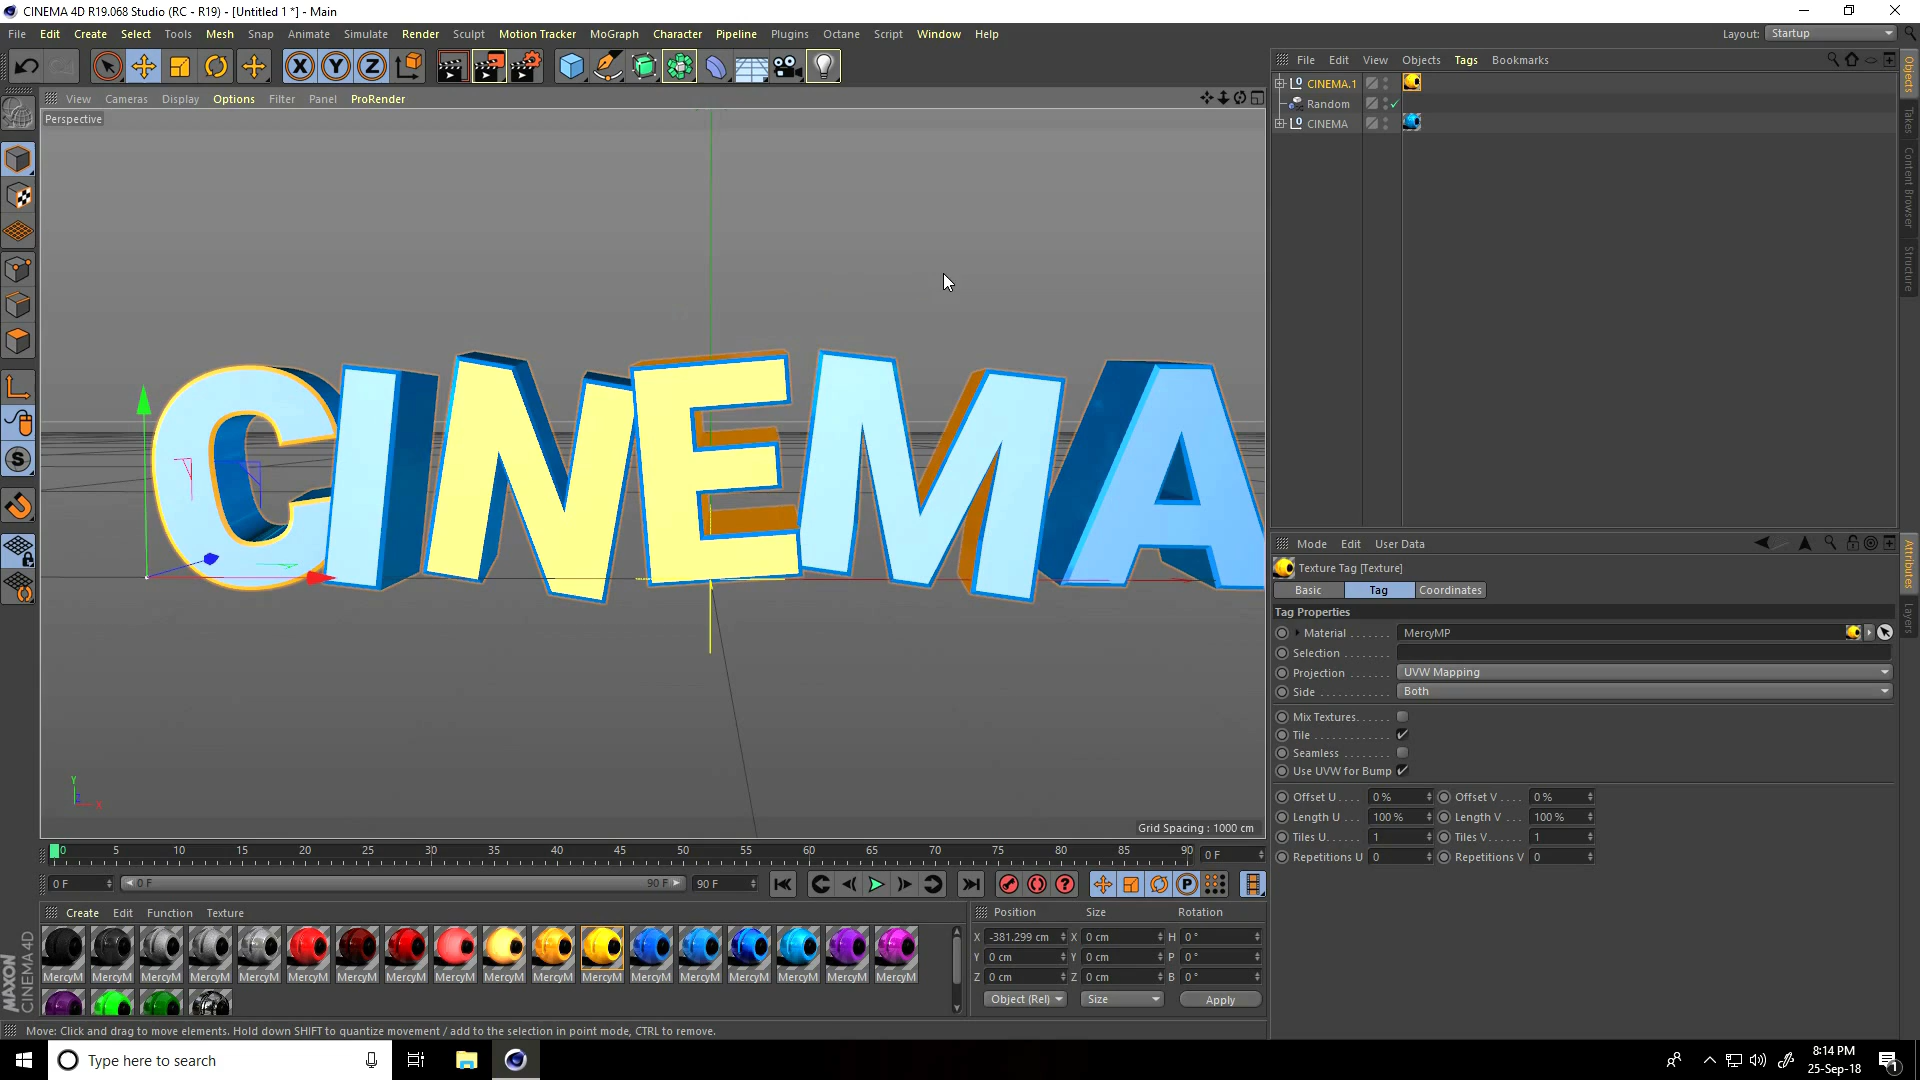 CINEMA 4D R19.068 Studio (RC - R19) - [Untitled 1 *] - Main
File Edit Create Select Tools Mesh Snap Animate Simulate Render Sculpt Motion Tracker MoGraph Character Pipeline Plugins Octane Script Window Help
Layout: Startup
X Y Z
File Edit View Objects Tags Bookmarks
View Cameras Display Options Filter Panel ProRender
Perspective
CINEMA.1
Random
CINEMA
Objects
Takes
Content Browser
Structure
CINEMA
Y
X
Grid Spacing : 1000 cm
Mode Edit User Data
Texture Tag [Texture]
Basic Tag Coordinates
Tag Properties
Material . . . . . . . MercyMP
Selection . . . . . . . .
Projection . . . . . . . UVW Mapping
Side . . . . . . . . . . . . Both
Mix Textures. . . . . .
Tile . . . . . . . . . . . . .
Seamless . . . . . . . .
Use UVW for Bump
Offset U . . . . 0 % Offset V . . . . 0 %
Length U . . . 100 % Length V . . . 100 %
Tiles U. . . . . . 1 Tiles V. . . . . . 1
Repetitions U 0 Repetitions V 0
Attributes
Layers
0 5 10 15 20 25 30 35 40 45 50 55 60 65 70 75 80 85 90 0 F
0 F 0 F 90 F 90 F
Create Edit Function Texture
MercyM MercyM MercyM MercyM MercyM MercyM MercyM MercyM MercyM MercyM MercyM MercyM MercyM MercyM MercyM MercyM MercyM MercyM
Position Size Rotation
X -381.299 cm X 0 cm H 0 °
Y 0 cm Y 0 cm P 0 °
Z 0 cm Z 0 cm B 0 °
Object (Rel) Size Apply
MAXON
CINEMA 4D
Move: Click and drag to move elements. Hold down SHIFT to quantize movement / add to the selection in point mode, CTRL to remove.
Type here to search
8:14 PM
25-Sep-18
1